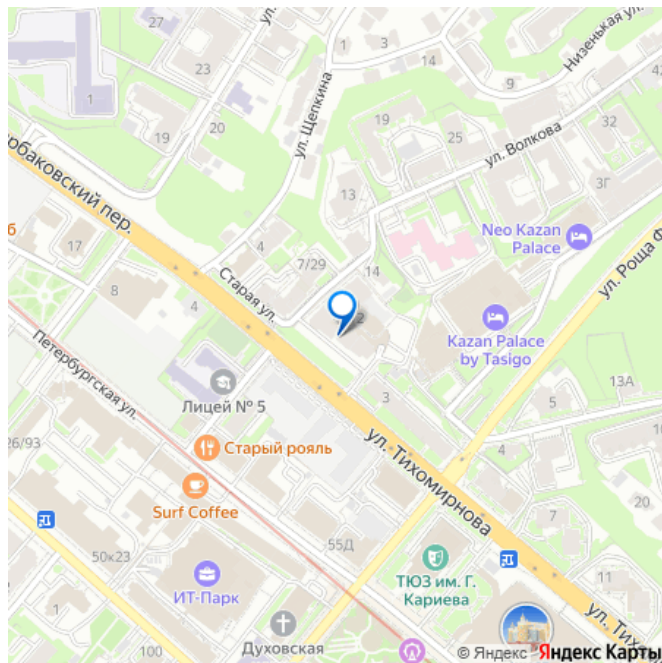 27
1
23
19
20
1
3
14
Низенькая ул.
9
ул. Щепкина
19
25
32
42
ул. Волкова
рбаковский пер.
13
3Г
Neo Kazan
Palace
б
17
4
7/29
14
Старая ул.
8
4
2
ул. Роща Ф
Kazan Palace
by Tasigo
Петербургская ул.
Лицей № 5
3
13А
5
4
10
26/93
Старый рояль
ул. Тихомирнова
Surf Coffee
7
50к23
55Д
ИТ-Парк
ТЮЗ им. Г.
Кариева
11
1
ул. Тих
100
Духовская
© Яндекс Яндекс Карты